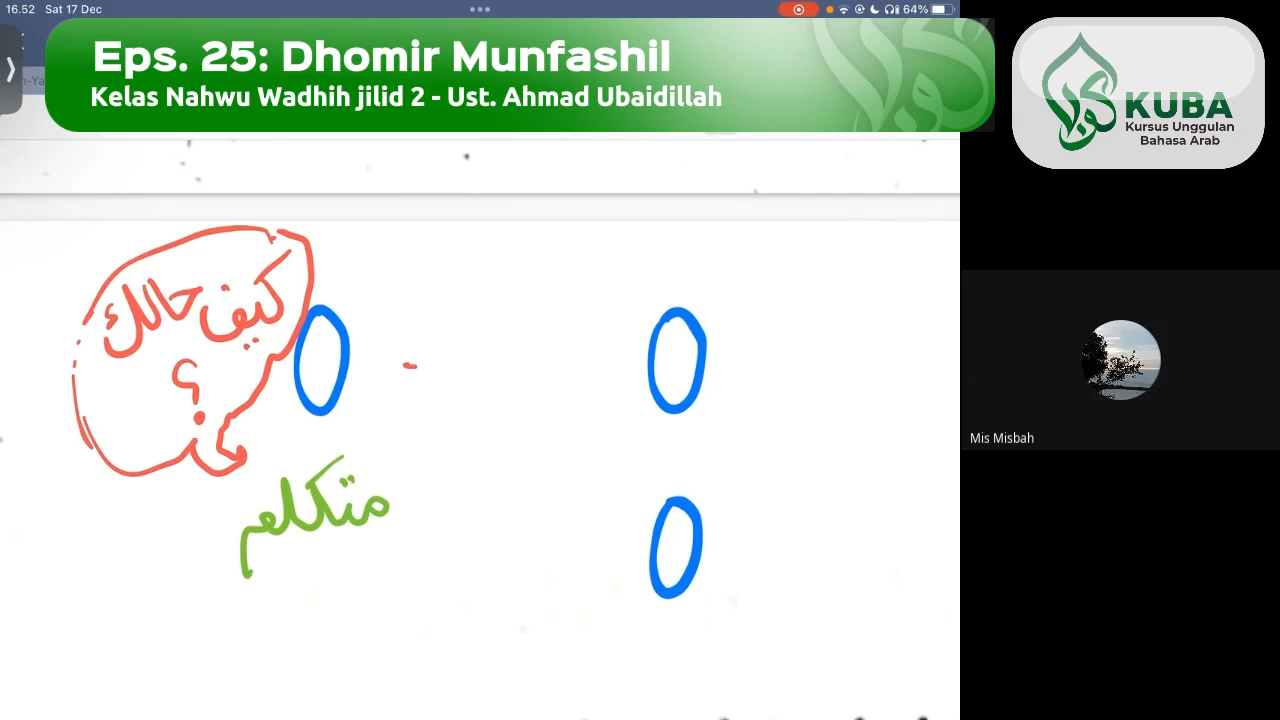 16.52 Sat 17 Dec
64%
Eps. 25: Dhomir Munfashil
Kelas Nahwu Wadhih jilid 2 - Ust. Ahmad Ubaidillah
KUBA
Kursus Unggulan
Bahasa Arab
كيف حالك
؟
متكلم
Mis Misbah